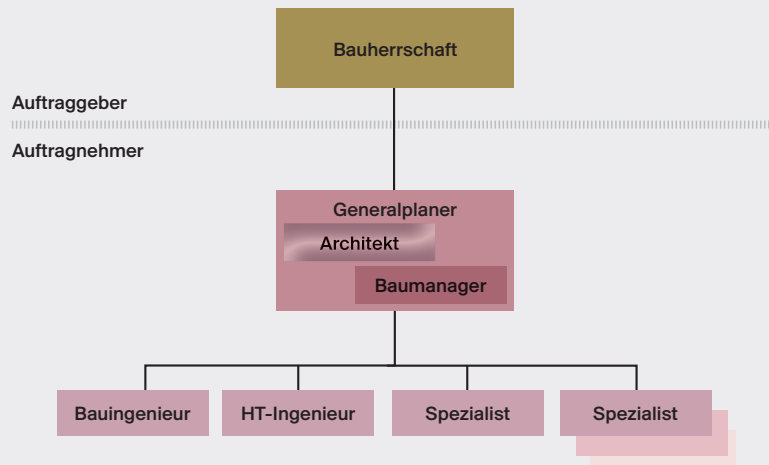 Bauherrschaft
Auftraggeber
Auftragnehmer
Generalplaner
Architekt
Baumanager
Bauingenieur
HT-Ingenieur
Spezialist
Spezialist